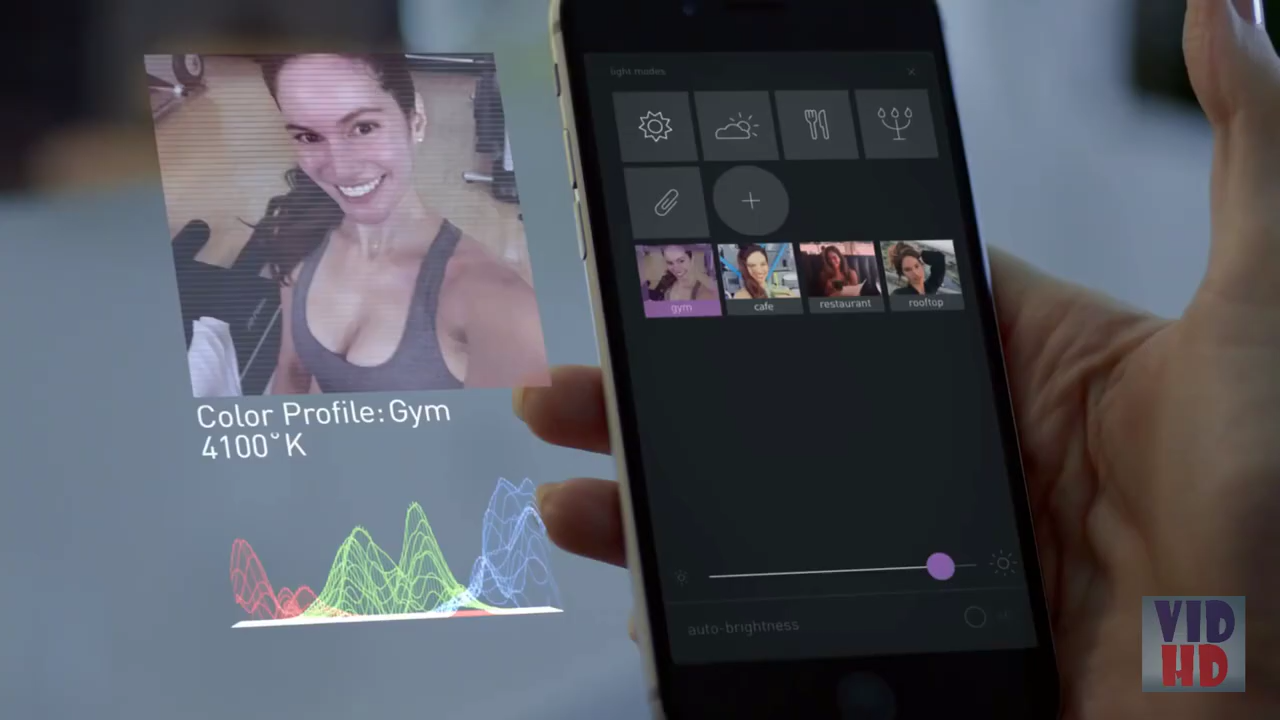 light modes
gym
cafe
restaurant
rooftop
Color Profile: Gym
4100°K
auto-brightness
VID
HD